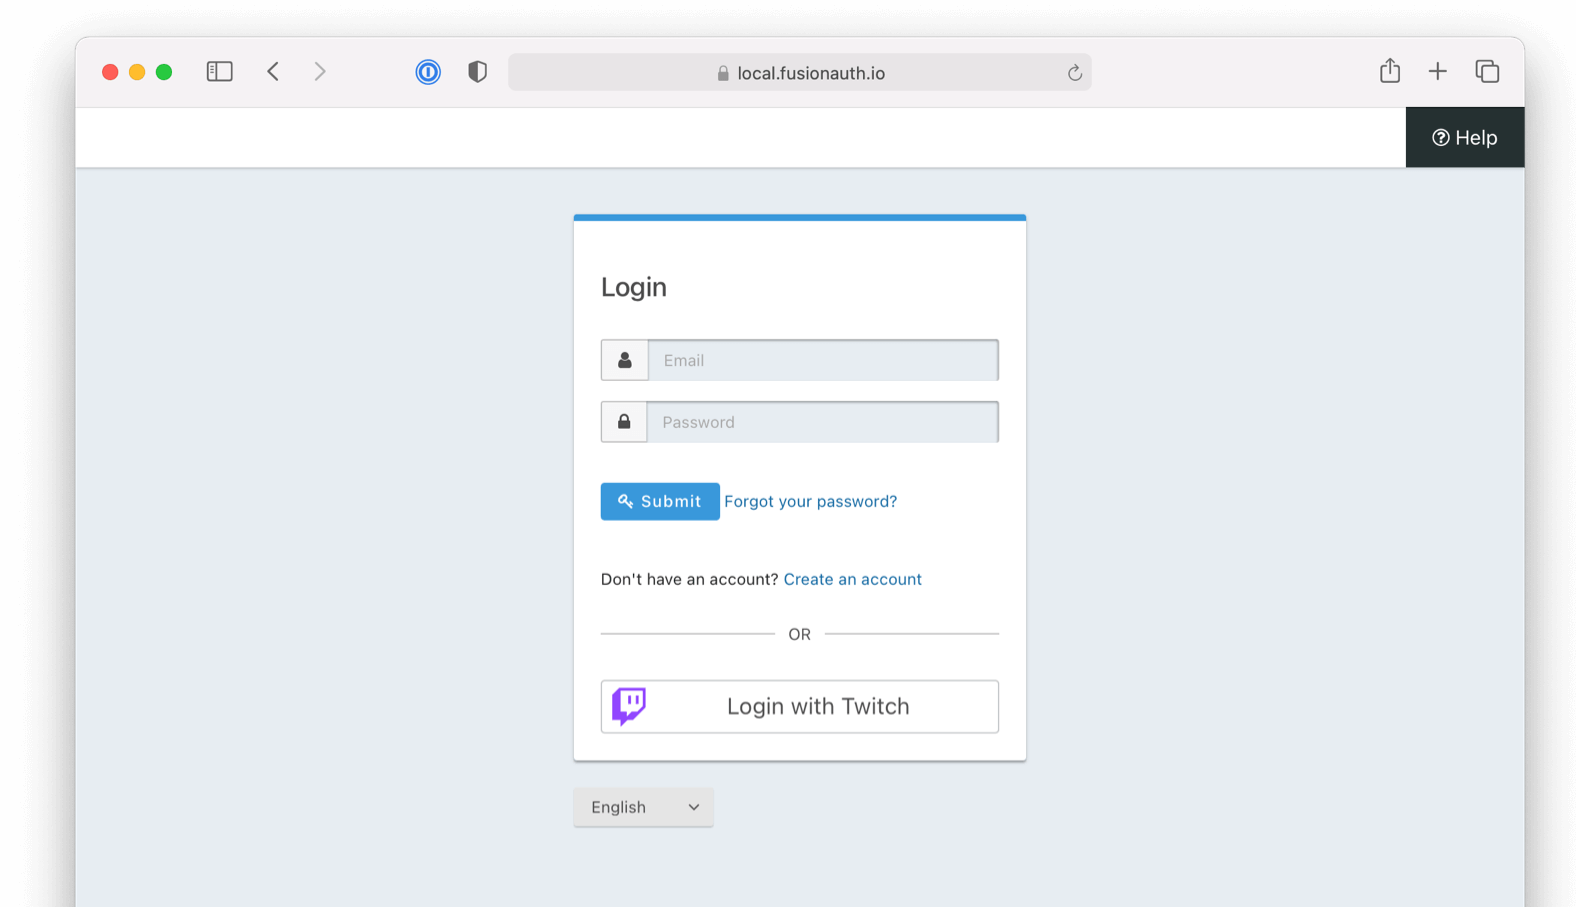 local.fusionauth.io
Help
Login
Email
Password
Submit Forgot your password?
Don't have an account? Create an account
OR
Login with Twitch
English